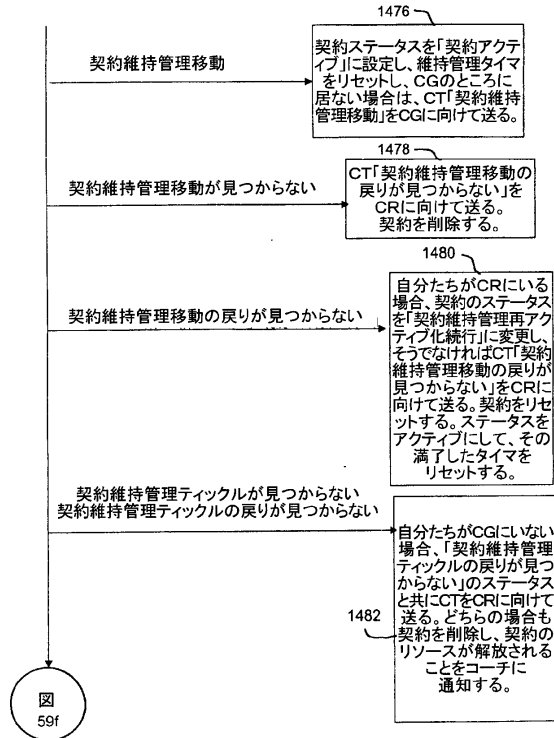 1476
契約維持管理移動
契約ステータスを「契約アクテ
ィブ」に設定し、維持管理タイマ
をリセットし、CGのところに
居ない場合は、CT「契約維持
管理移動」をCGに向けて送る。
1478
契約維持管理移動が見つからない
CT「契約維持管理移動の
戻りが見つからない」を
CRに向けて送る。
契約を削除する。
1480
契約維持管理移動の戻りが見つからない
自分たちがCRにいる
場合、契約のステータス
を「契約維持管理再アク
ティブ化続行」に変更し、
そうでなければCT「契約
維持管理移動の戻りが
見つからない」をCRに
向けて送る。契約をリセ
ットする。ステータスを
アクティブにして、その
満了したタイマを
リセットする。
契約維持管理ティックルが見つからない
契約維持管理ティックルの戻りが見つからない
自分たちがCGにいない
場合、「契約維持管理
ティックルの戻りが見つ
からない」のステータス
と共にCTをCRに向けて
送る。どちらの場合も
契約を削除し、契約の
リソースが解放される
ことをコーチに
通知する。
1482
図
59f